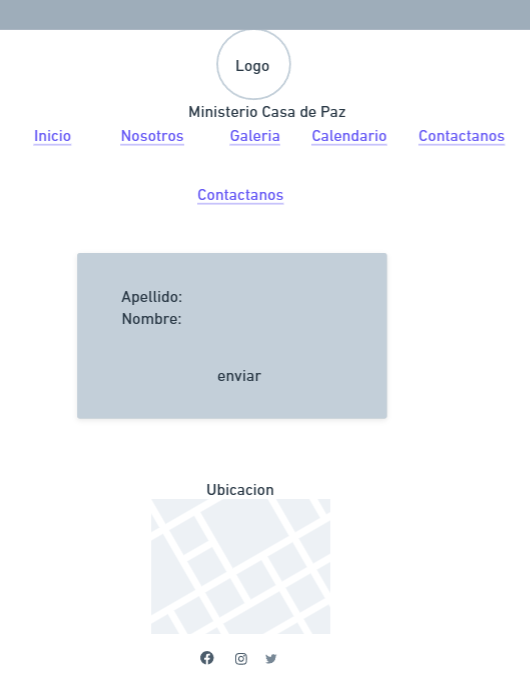 Logo
Ministerio Casa de Paz
Inicio Nosotros Galeria Calendario Contactanos
Contactanos
Apellido:
Nombre:
enviar
Ubicacion